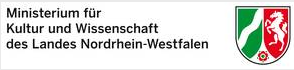 Ministerium für
Kultur und Wissenschaft
des Landes Nordrhein-Westfalen